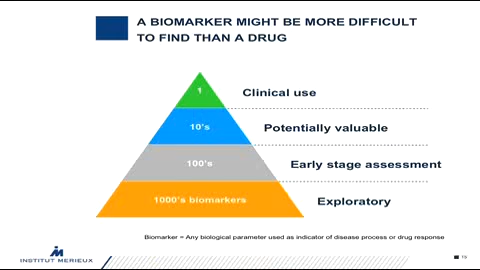 A BIOMARKER MIGHT BE MORE DIFFICULT
TO FIND THAN A DRUG
1
Clinical use
10's
Potentially valuable
100's
Early stage assessment
1000's biomarkers
Exploratory
Biomarker = Any biological parameter used as indicator of disease process or drug response
INSTITUT MERIEUX